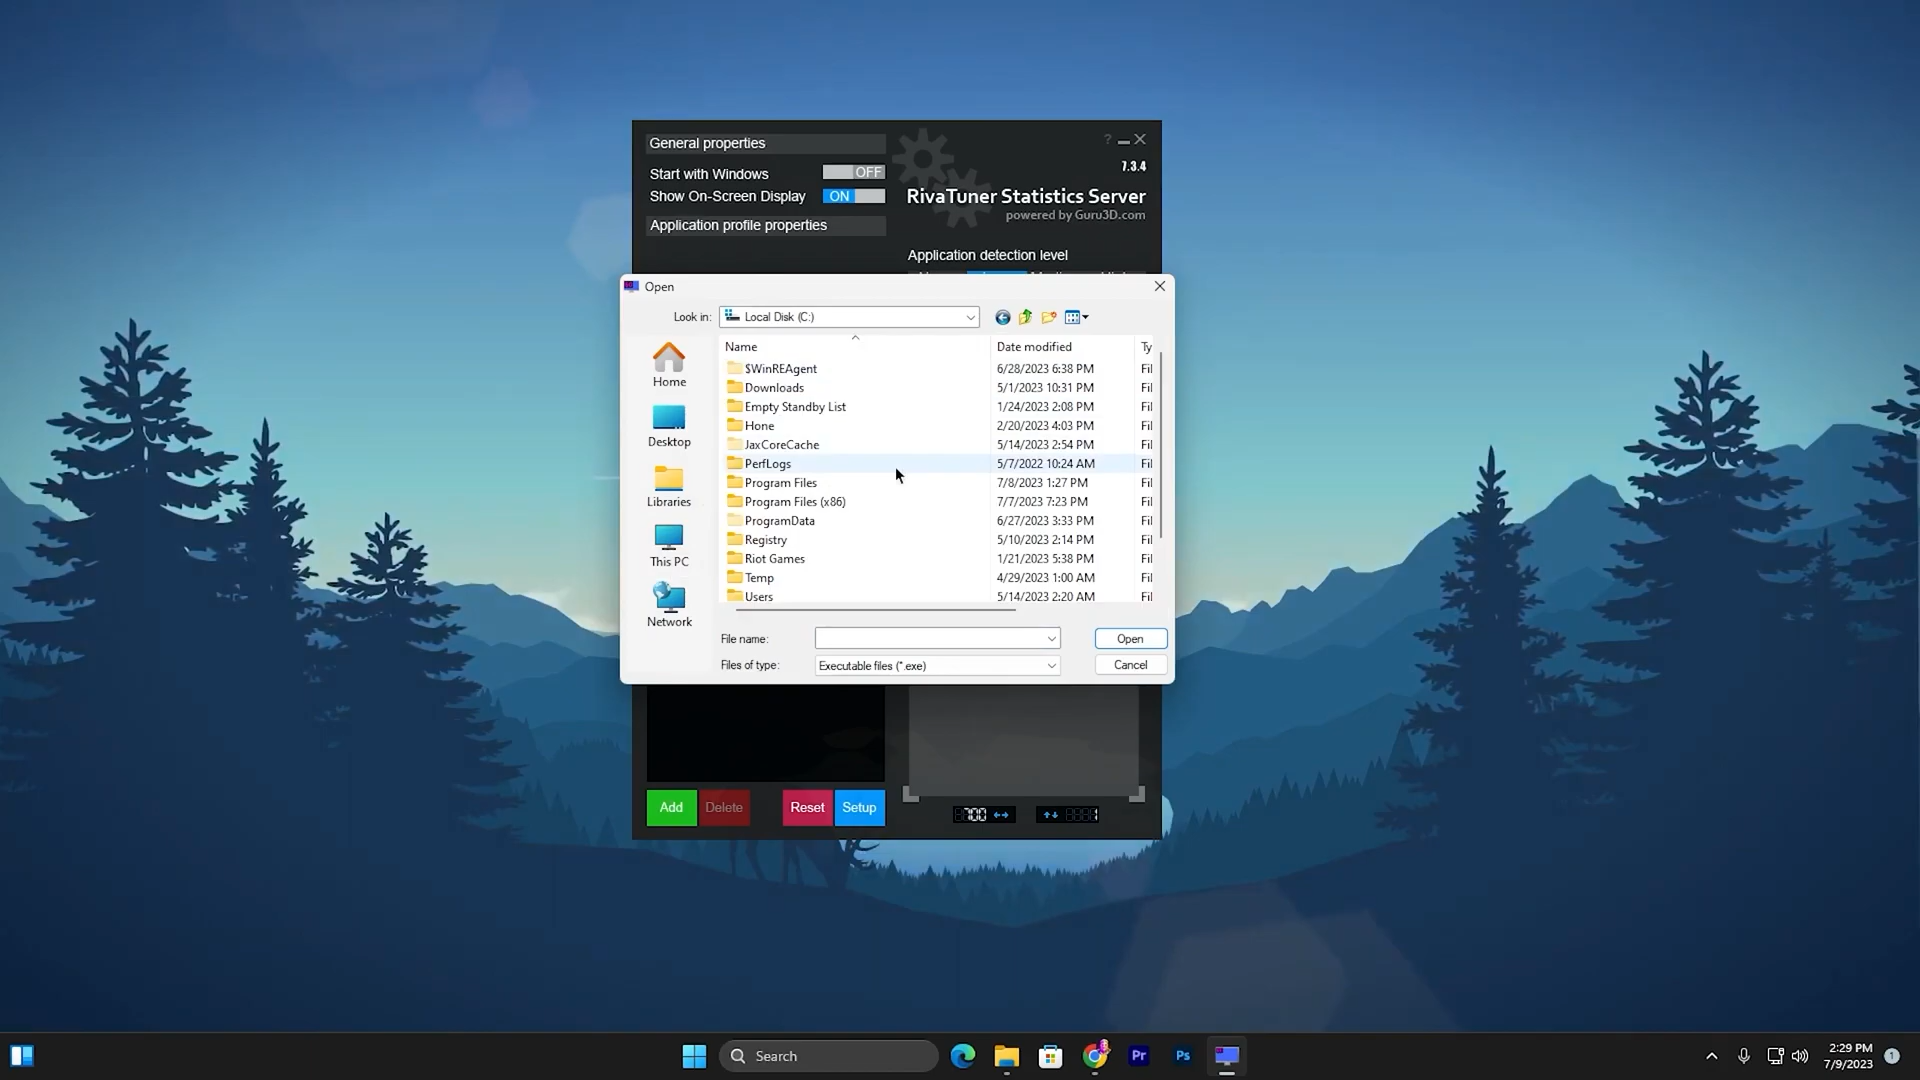 General properties
?
7.3.4
Start with Windows OFF
Show On-Screen Display ON
RivaTuner Statistics Server
powered by Guru3D.com
Application profile properties
Application detection level
Open
Look in: Local Disk (C:)
Name Date modified Ty
$WinREAgent 6/28/2023 6:38 PM Fil
Downloads 5/1/2023 10:31 PM Fil
Empty Standby List 1/24/2023 2:08 PM Fil
Hone 2/20/2023 4:03 PM Fil
JaxCoreCache 5/14/2023 2:54 PM Fil
PerfLogs 5/7/2022 10:24 AM Fil
Program Files 7/8/2023 1:27 PM Fil
Program Files (x86) 7/7/2023 7:23 PM Fil
ProgramData 6/27/2023 3:33 PM Fil
Registry 5/10/2023 2:14 PM Fil
Riot Games 1/21/2023 5:38 PM Fil
Temp 4/29/2023 1:00 AM Fil
Users 5/14/2023 2:20 AM Fil
Home
Desktop
Libraries
This PC
Network
File name: Open
Files of type: Executable files (*.exe) Cancel
Add Delete Reset Setup
700 1
Search
Pr
Ps
2:29 PM
7/9/2023
1